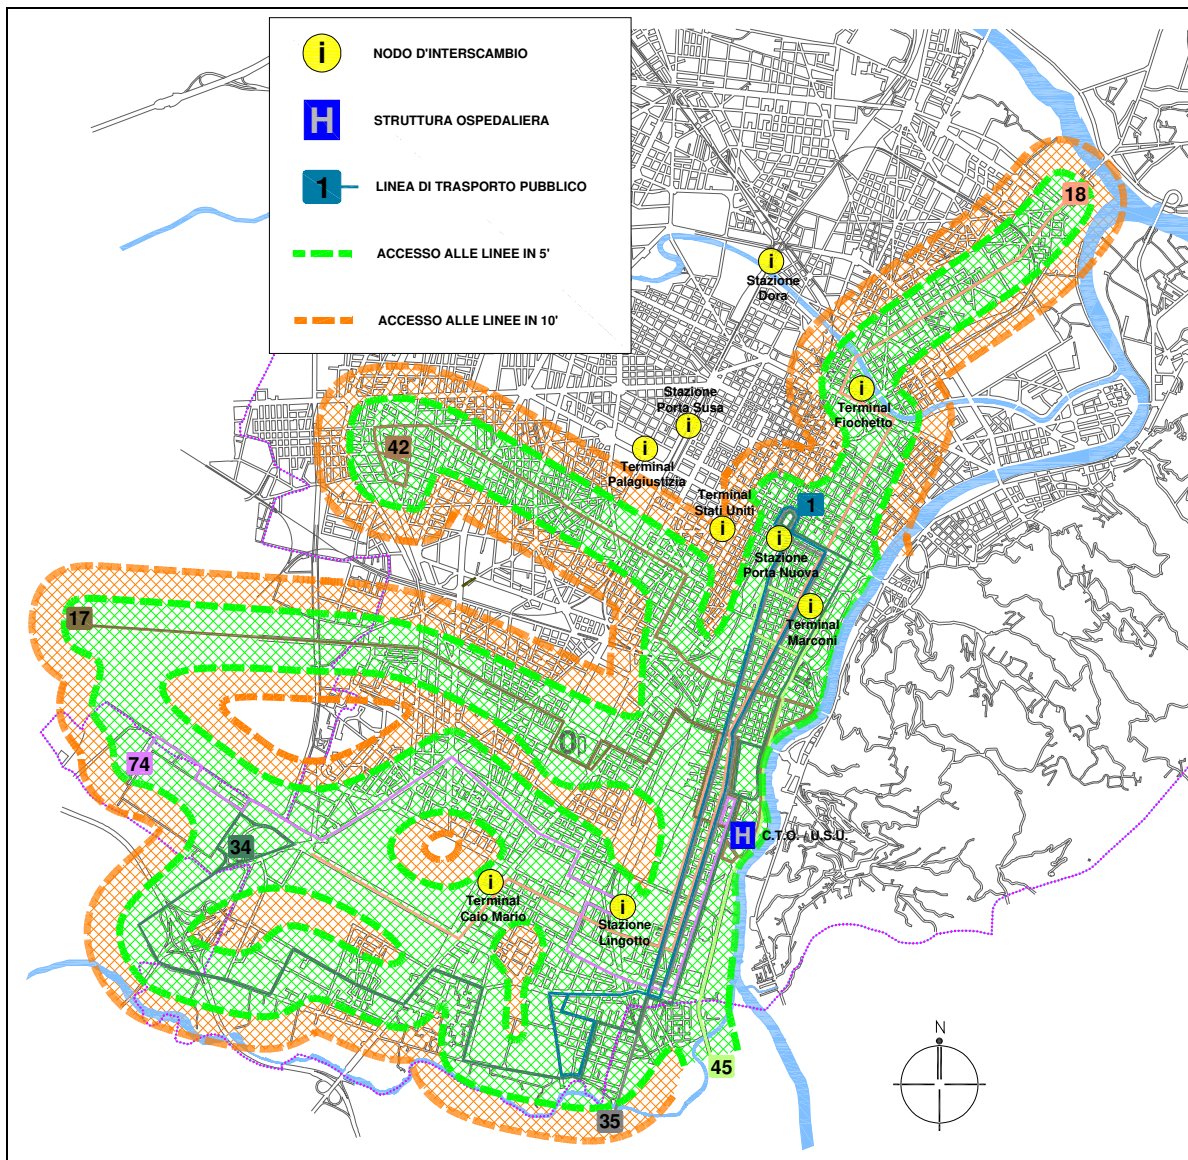 i NODO D'INTERSCAMBIO
H STRUTTURA OSPEDALIERA
1 LINEA DI TRASPORTO PUBBLICO
ACCESSO ALLE LINEE IN 5'
ACCESSO ALLE LINEE IN 10'
18
i
Stazione
Dora
i
Terminal
Fiochetto
Stazione
Porta Susa
i
i
Terminal
Palagiustizia
42
Terminal
Stati Uniti
i
1
i
Stazione
Porta Nuova
i
Terminal
Marconi
17
74
34
H C.T.O. / U.S.U.
i
Terminal
Caio Mario
i
Stazione
Lingotto
45
35
N